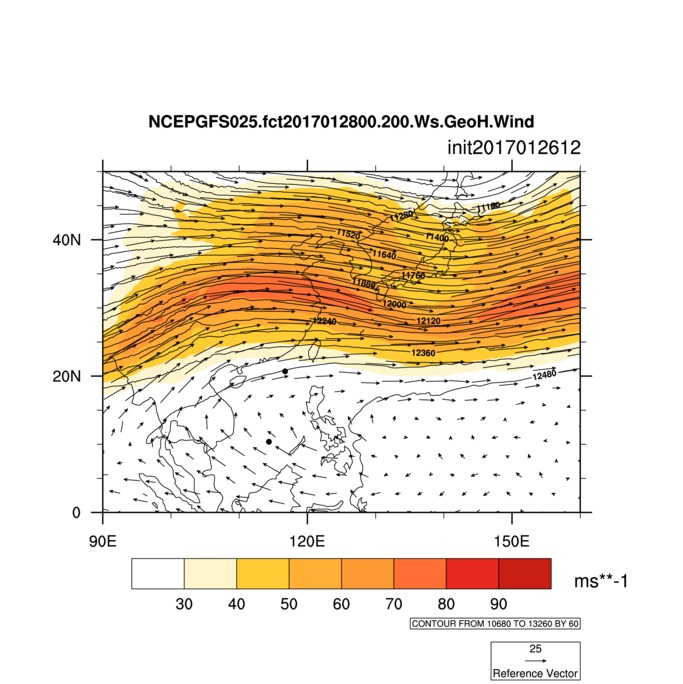 NCEPGFS025.fct2017012800.200.Ws.GeoH.Wind
init2017012612
11280
11160
40N
11520
11400
11640
11760
11880
12000
12240
12120
12360
20N
12480
0
90E 120E 150E
30 40 50 60 70 80 90
ms**-1
CONTOUR FROM 10680 TO 13260 BY 60
25
Reference Vector